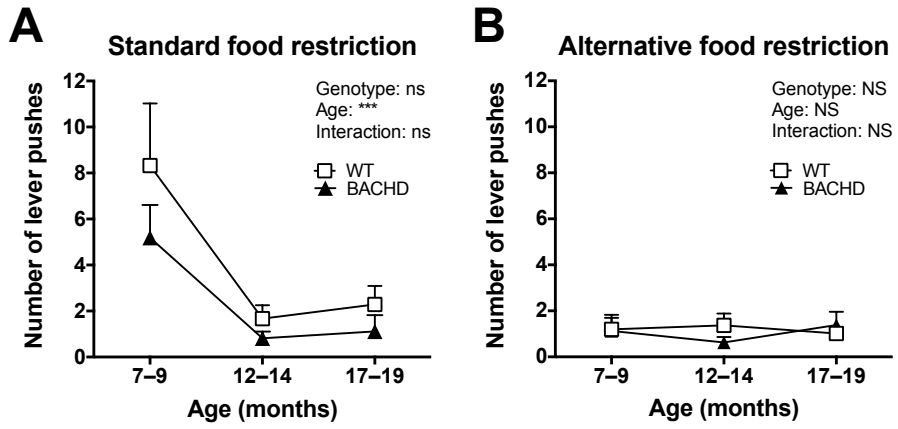 A
Standard food restriction
Number of lever pushes
12
10
8
6
4
2
0
Genotype: ns
Age: ***
Interaction: ns
WT
BACHD
7–9
12–14
17–19
Age (months)
B
Alternative food restriction
Number of lever pushes
12
10
8
6
4
2
0
Genotype: NS
Age: NS
Interaction: NS
WT
BACHD
7–9
12–14
17–19
Age (months)